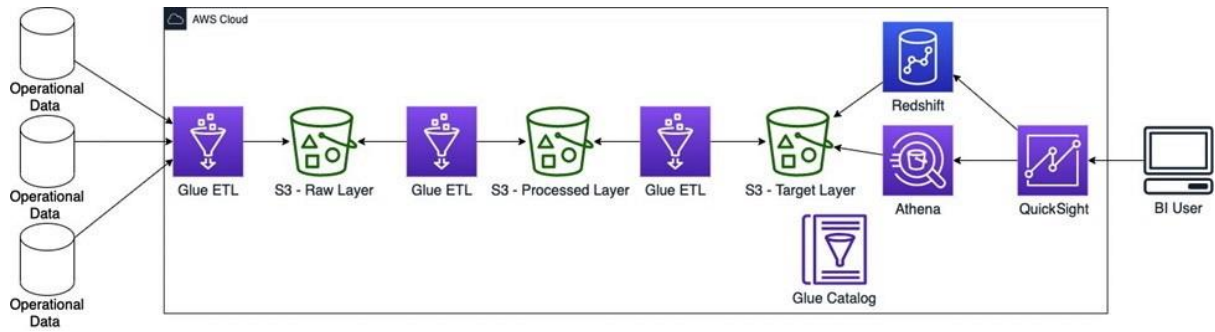 AWS Cloud
Operational
Data
Operational
Data
Operational
Data
Glue ETL
S3 - Raw Layer
Glue ETL
S3 - Processed Layer
Glue ETL
S3 - Target Layer
Redshift
Athena
QuickSight
BI User
Glue Catalog